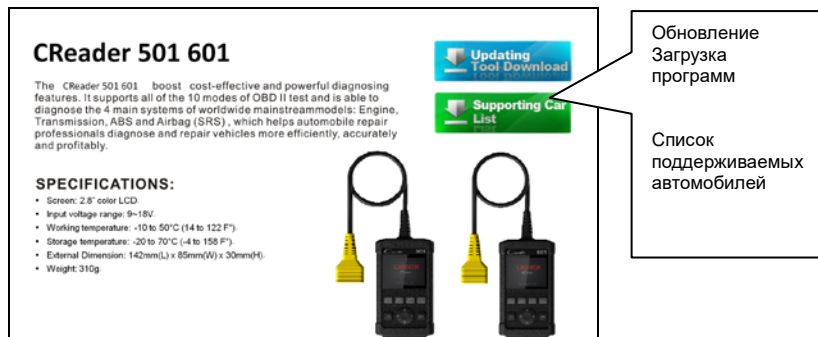 CReader 501 601
The CReader 501 601 boost cost-effective and powerful diagnosing
features. It supports all of the 10 modes of OBD II test and is able to
diagnose the 4 main systems of worldwide mainstreammodels: Engine,
Transmission, ABS and Airbag (SRS) , which helps automobile repair
professionals diagnose and repair vehicles more efficiently, accurately
and profitably.
SPECIFICATIONS:
• Screen: 2.8" color LCD.
• Input voltage range: 9~18V.
• Working temperature: -10 to 50°C (14 to 122 F°).
• Storage temperature: -20 to 70°C (-4 to 158 F°).
• External Dimension: 142mm(L) x 85mm(W) x 30mm(H).
• Weight: 310g.
Updating
Tool Download
Supporting Car
List
Обновление
Загрузка
программ
Список
поддерживаемых
автомобилей
LAUNCH